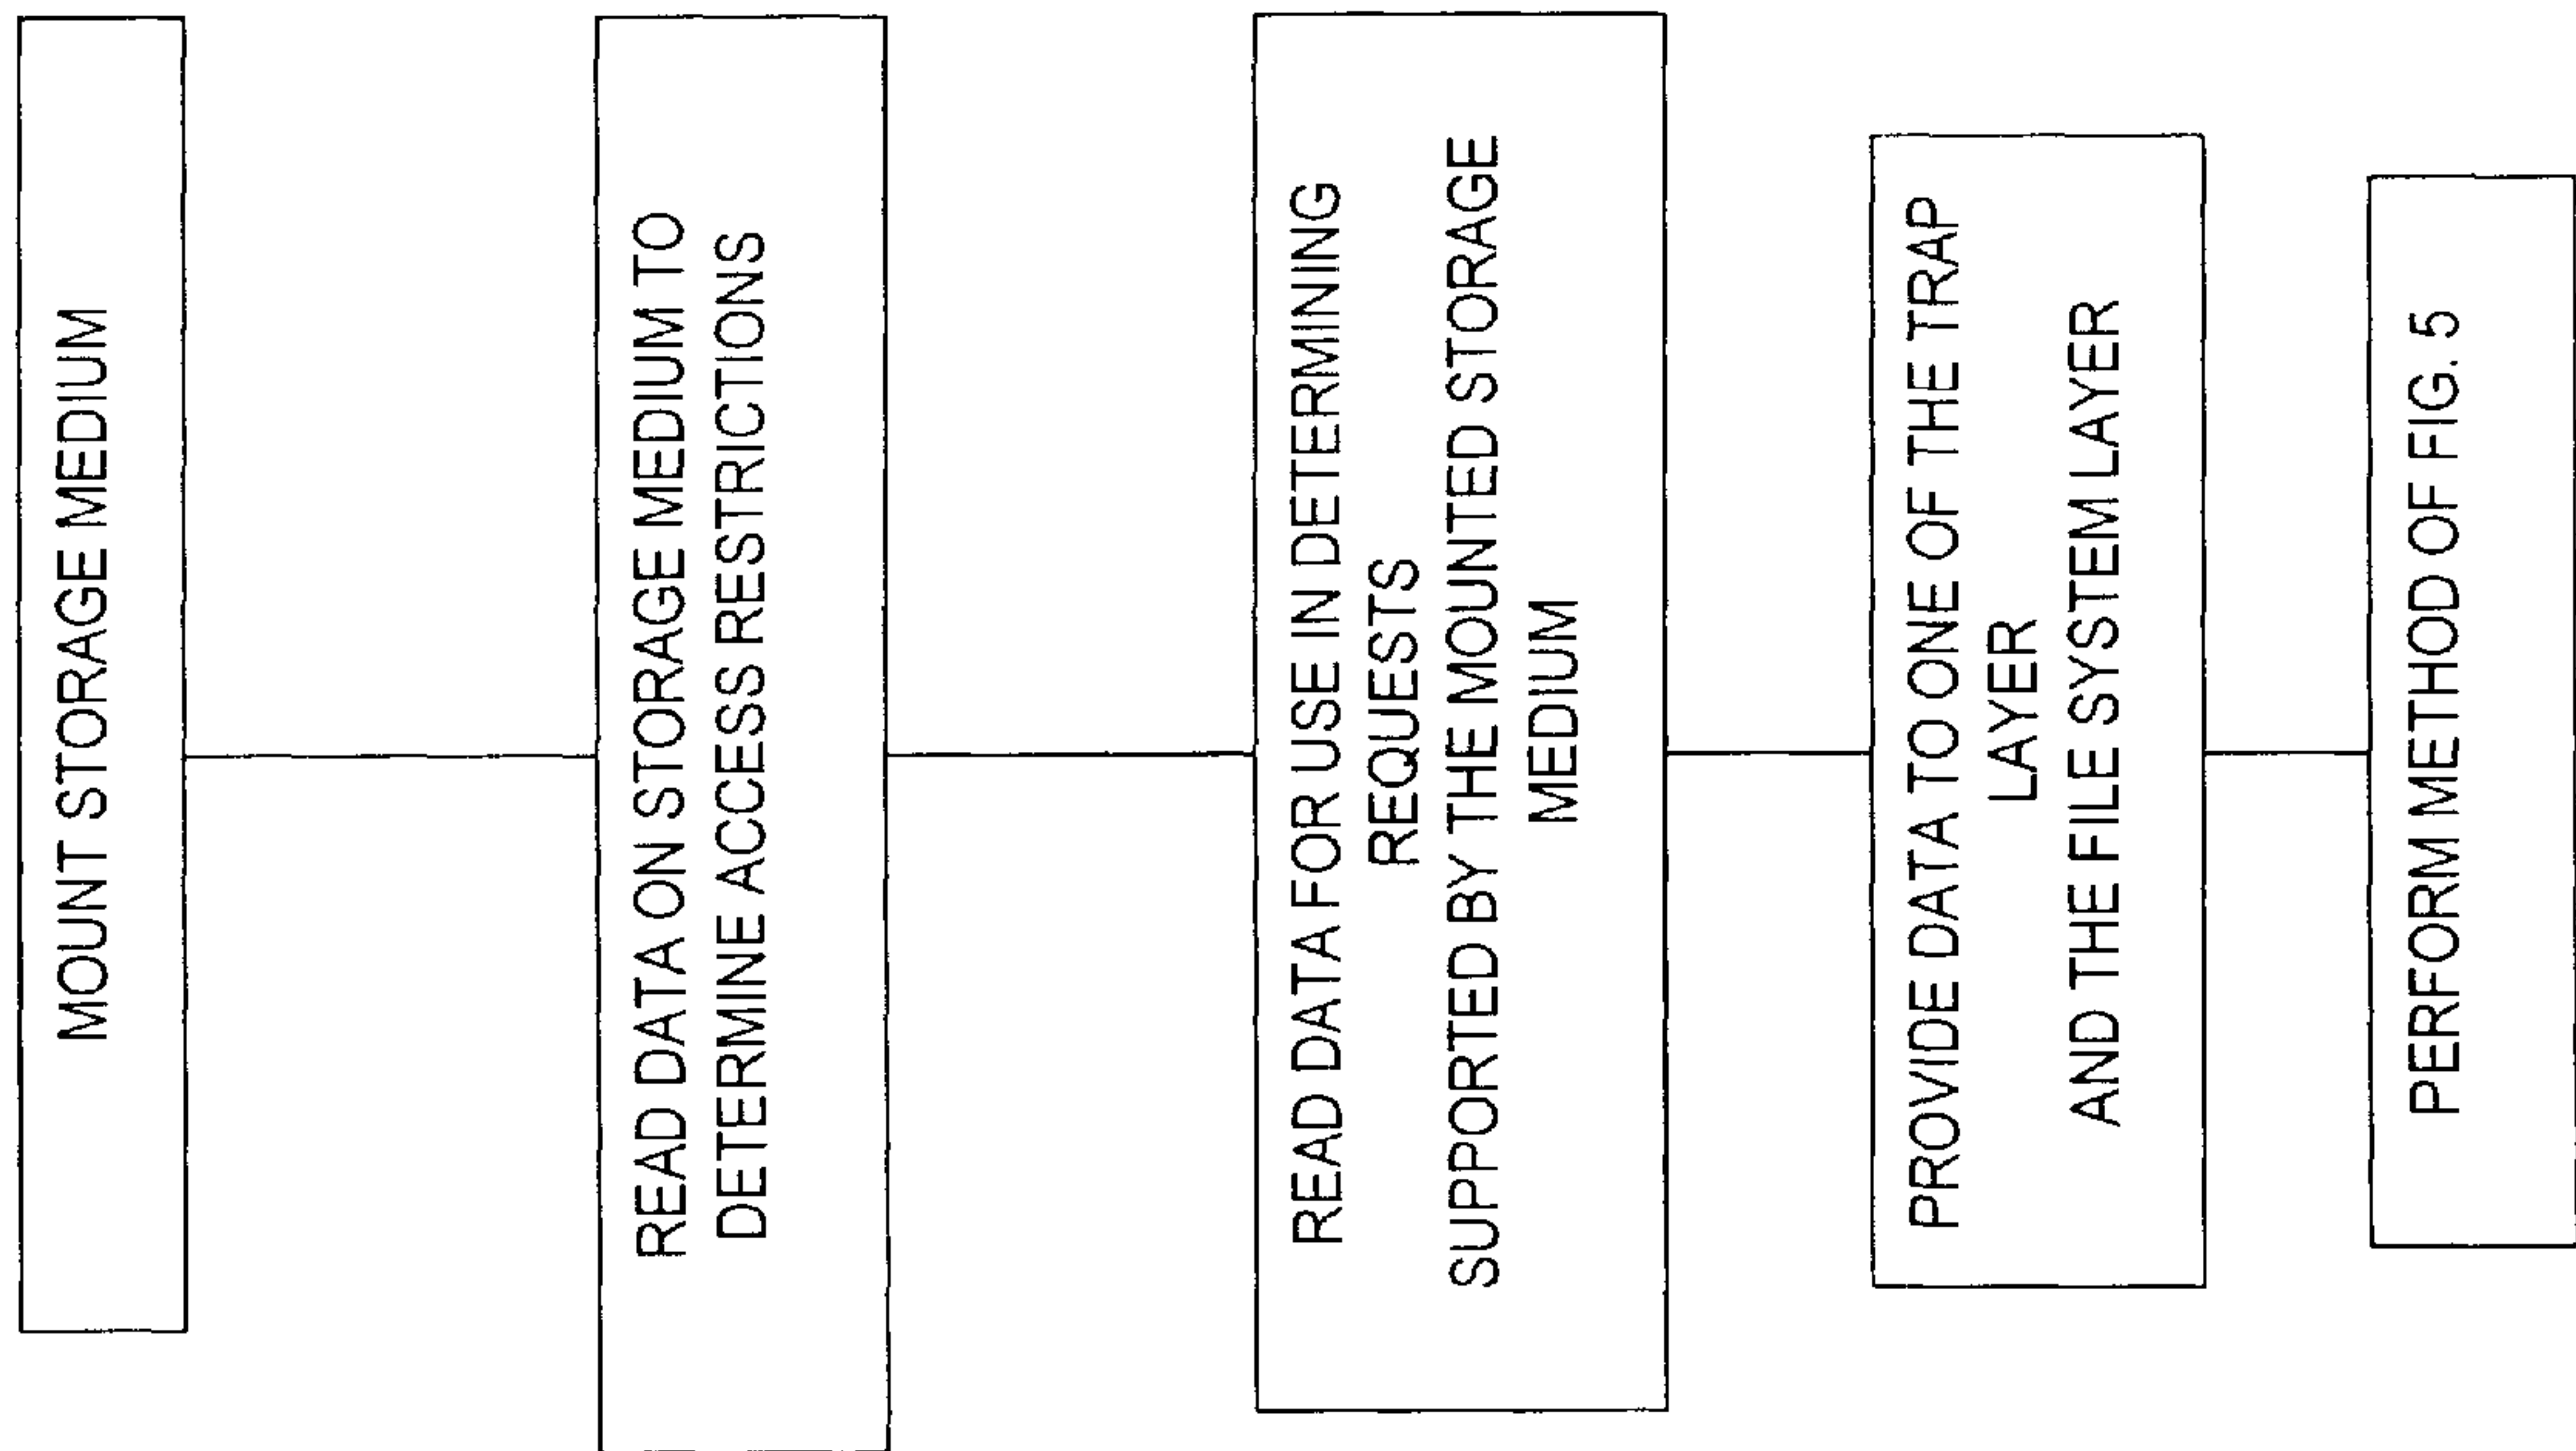 MOUNT STORAGE MEDIUM
READ DATA ON STORAGE MEDIUM TO
DETERMINE ACCESS RESTRICTIONS
READ DATA FOR USE IN DETERMINING
REQUESTS
SUPPORTED BY THE MOUNTED STORAGE
MEDIUM
PROVIDE DATA TO ONE OF THE TRAP
LAYER
AND THE FILE SYSTEM LAYER
PERFORM METHOD OF FIG. 5